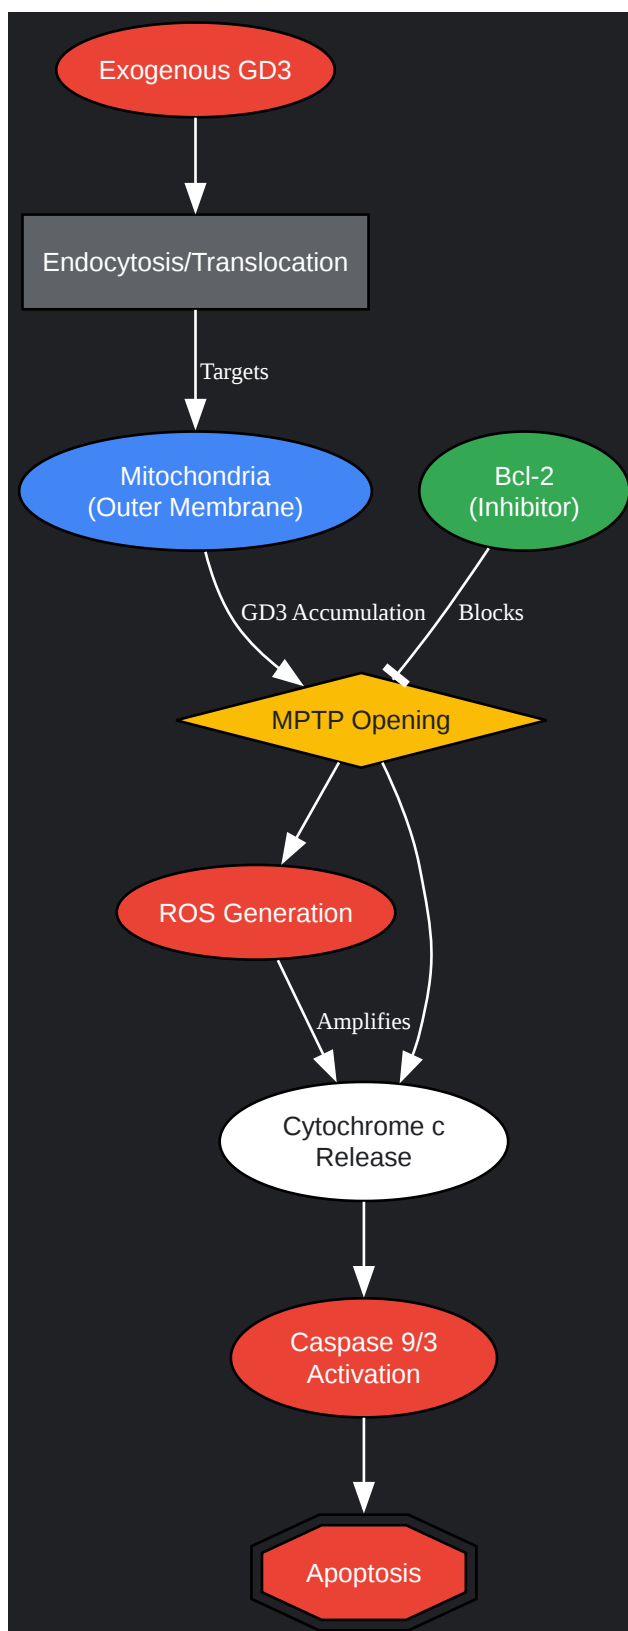 Exogenous GD3
Endocytosis/Translocation
Targets
Mitochondria
(Outer Membrane)
Bcl-2
(Inhibitor)
GD3 Accumulation
Blocks
MPTP Opening
ROS Generation
Amplifies
Cytochrome c
Release
Caspase 9/3
Activation
Apoptosis